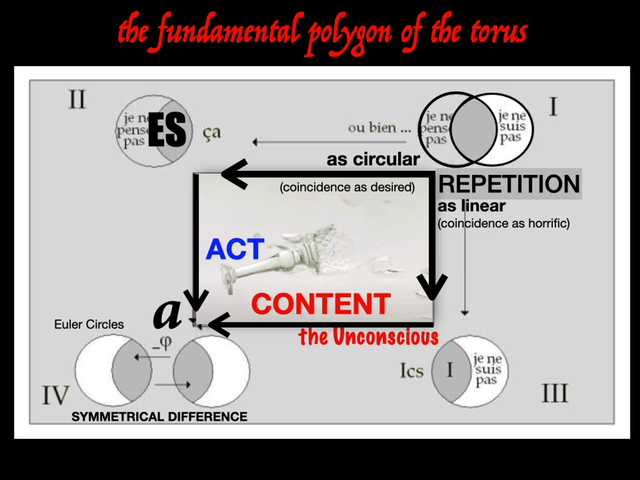 the fundamental polygon of the torus
II
je ne
pense
pas
ES
ça
ou bien ...
je ne
pense
pas
je ne
suis
pas
I
as circular
(coincidence as desired)
REPETITION
as linear
(coincidence as horrific)
ACT
CONTENT
a
the Unconscious
Euler Circles
-φ
IV
SYMMETRICAL DIFFERENCE
Ics
I
je ne
suis
pas
III